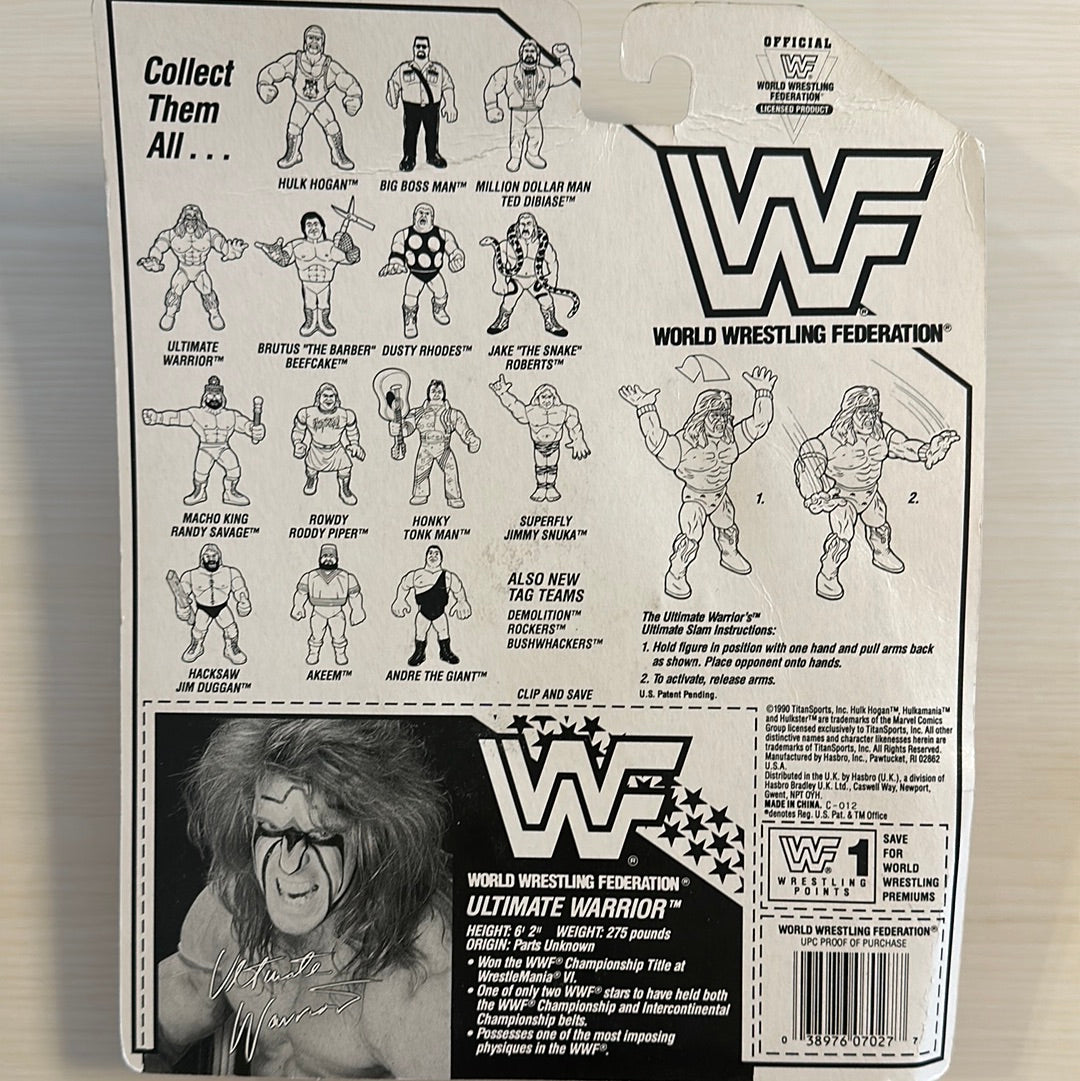 Collect
Them
All . . .
HULK HOGAN™
BIG BOSS MAN™
MILLION DOLLAR MAN
TED DIBIASE™
ULTIMATE
WARRIOR™
BRUTUS "THE BARBER"
BEEFCAKE™
DUSTY RHODES™
JAKE "THE SNAKE"
ROBERTS™
MACHO KING
RANDY SAVAGE™
ROWDY
RODDY PIPER™
HONKY
TONK MAN™
SUPERFLY
JIMMY SNUKA™
HACKSAW
JIM DUGGAN™
AKEEM™
ANDRE THE GIANT™
ALSO NEW
TAG TEAMS
DEMOLITION™
ROCKERS™
BUSHWHACKERS™
OFFICIAL
WF
WORLD WRESTLING
FEDERATION™
LICENSED PRODUCT
WF®
WORLD WRESTLING FEDERATION®
1.
2.
The Ultimate Warrior's™
Ultimate Slam Instructions:
1. Hold figure in position with one hand and pull arms back
as shown. Place opponent onto hands.
2. To activate, release arms.
U.S. Patent Pending.
CLIP AND SAVE
WF®
WORLD WRESTLING FEDERATION®
ULTIMATE WARRIOR™
HEIGHT: 6' 2" WEIGHT: 275 pounds
ORIGIN: Parts Unknown
• Won the WWF® Championship Title at
WrestleMania® VI.
• One of only two WWF® stars to have held both
the WWF® Championship and Intercontinental
Championship belts.
• Possesses one of the most imposing
physiques in the WWF®.
Ultimate
Warrior
©1990 TitanSports, Inc. Hulk Hogan™, Hulkamania™
and Hulkster™ are trademarks of the Marvel Comics
Group licensed exclusively to TitanSports, Inc. All other
distinctive names and character likenesses herein are
trademarks of TitanSports, Inc. All Rights Reserved.
Manufactured by Hasbro, Inc., Pawtucket, RI 02862
U.S.A.
Distributed in the U.K. by Hasbro (U.K.), a division of
Hasbro Bradley U.K. Ltd., Caswell Way, Newport,
Gwent, NPT OYH.
MADE IN CHINA. C-012
®denotes Reg. U.S. Pat. & TM Office
WF® 1
WRESTLING
POINTS
SAVE
FOR
WORLD
WRESTLING
PREMIUMS
WORLD WRESTLING FEDERATION®
UPC PROOF OF PURCHASE
0 38976 07027 7